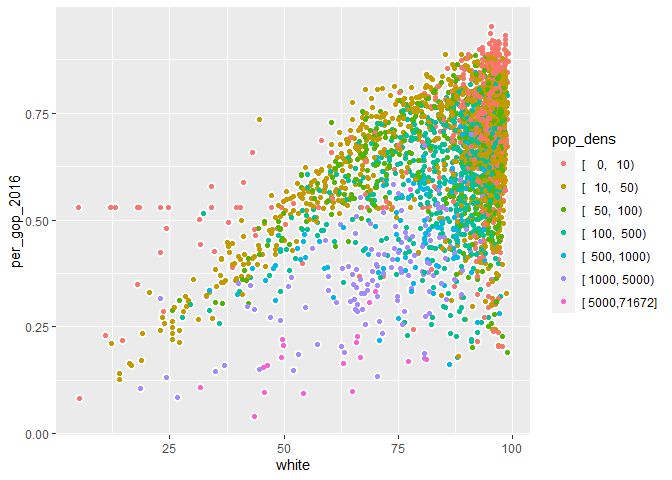 0.75
0.50
0.25
0.00
per_gop_2016
25
50
75
100
white
pop_dens
[   0,   10)
[  10,   50)
[  50,  100)
[ 100,  500)
[ 500, 1000)
[ 1000, 5000)
[ 5000,71672]